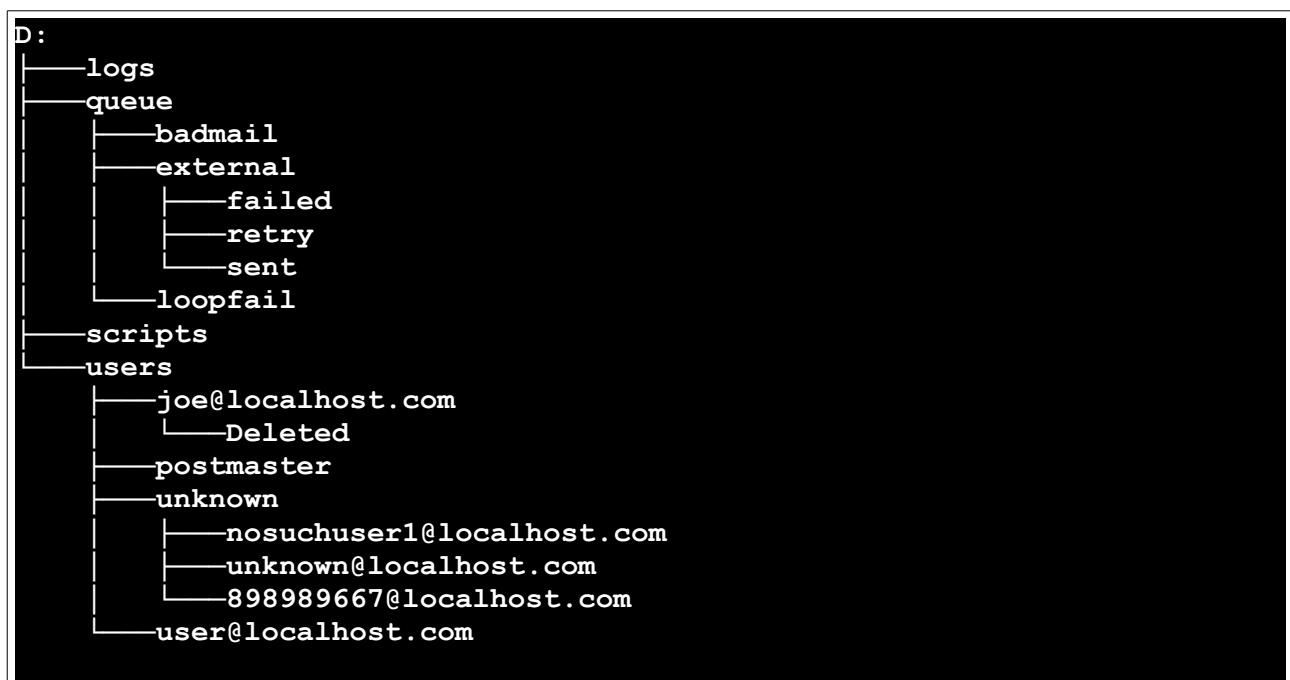 D:
├───logs
├───queue
│   ├───badmail
│   ├───external
│   │   ├───failed
│   │   ├───retry
│   │   └───sent
│   └───loopfail
├───scripts
└───users
    ├───joe@localhost.com
    │   └───Deleted
    ├───postmaster
    ├───unknown
    │   ├───nosuchuser1@localhost.com
    │   ├───unknown@localhost.com
    │   └───898989667@localhost.com
    └───user@localhost.com